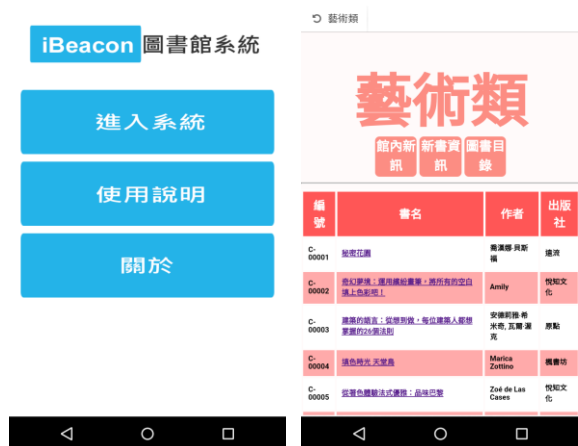 iBeacon 圖書館系統
進入系統
使用說明
關於
藝術類
藝術類
館內新訊 新書資訊 圖書目錄
編號 書名 作者 出版社
C-00001 秘密花園 喬漢娜‧貝斯福 遠流
C-00002 奇幻夢境：運用繽紛畫筆，將所有的空白填上色彩吧！ Amily 悅知文化
C-00003 建築的語言：從想到做，每位建築人都想掌握的26個法則 安德莉雅‧希米奇, 瓦爾‧瀝克 原點
C-00004 填色時光 天堂鳥 Marica Zottino 楓書坊
C-00005 從著色體驗法式優雅：品味巴黎 Zoé de Las Cases 悅知文化